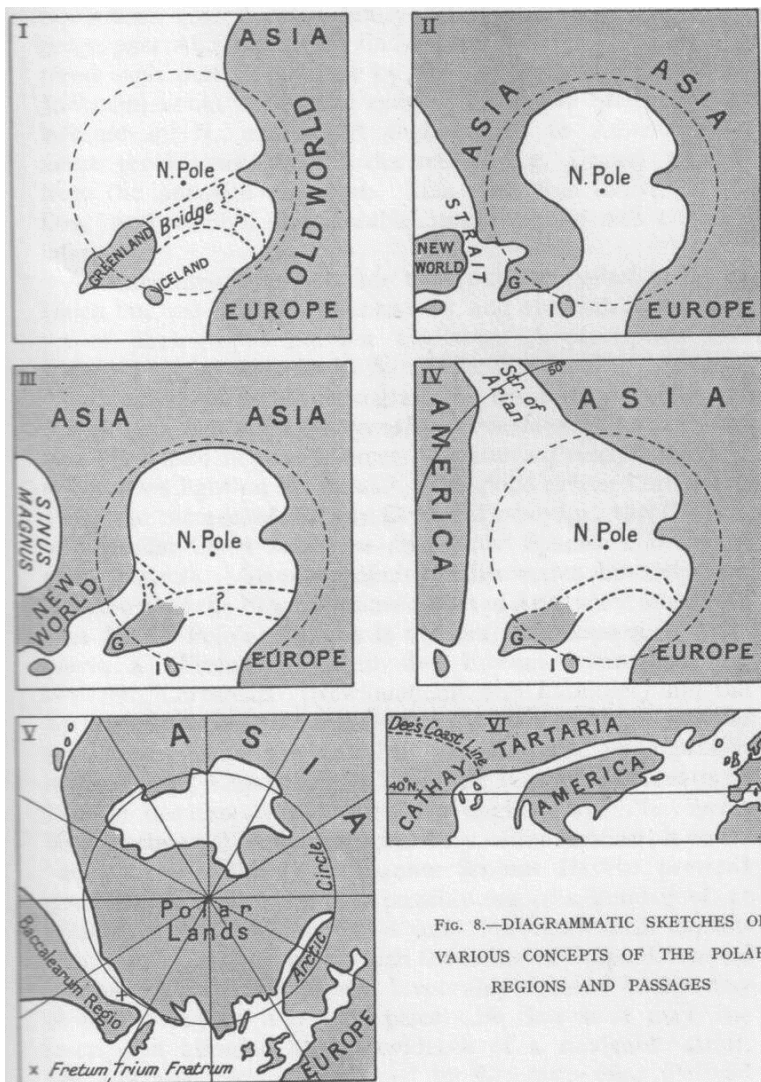 I
ASIA
N. Pole
?
Bridge
?
GREENLAND
ICELAND
OLD WORLD
EUROPE
II
ASIA
ASIA
N. Pole
STRAIT
NEW
WORLD
G
I
EUROPE
III
ASIA
ASIA
SINUS
MAGNUS
N. Pole
NEW
WORLD
?
?
G
I
EUROPE
IV
Str. of
Arian
ASIA
AMERICA
N. Pole
G
I
EUROPE
V
ASIA
Circle
Polar
Lands
Arctic
Baccalearum Regio
EUROPE
x Fretum Trium Fratrum
VI
Dee's Coast Line
TARTARIA
40°N.
CATHAY
AMERICA
FIG. 8.—DIAGRAMMATIC SKETCHES OF
VARIOUS CONCEPTS OF THE POLAR
REGIONS AND PASSAGES